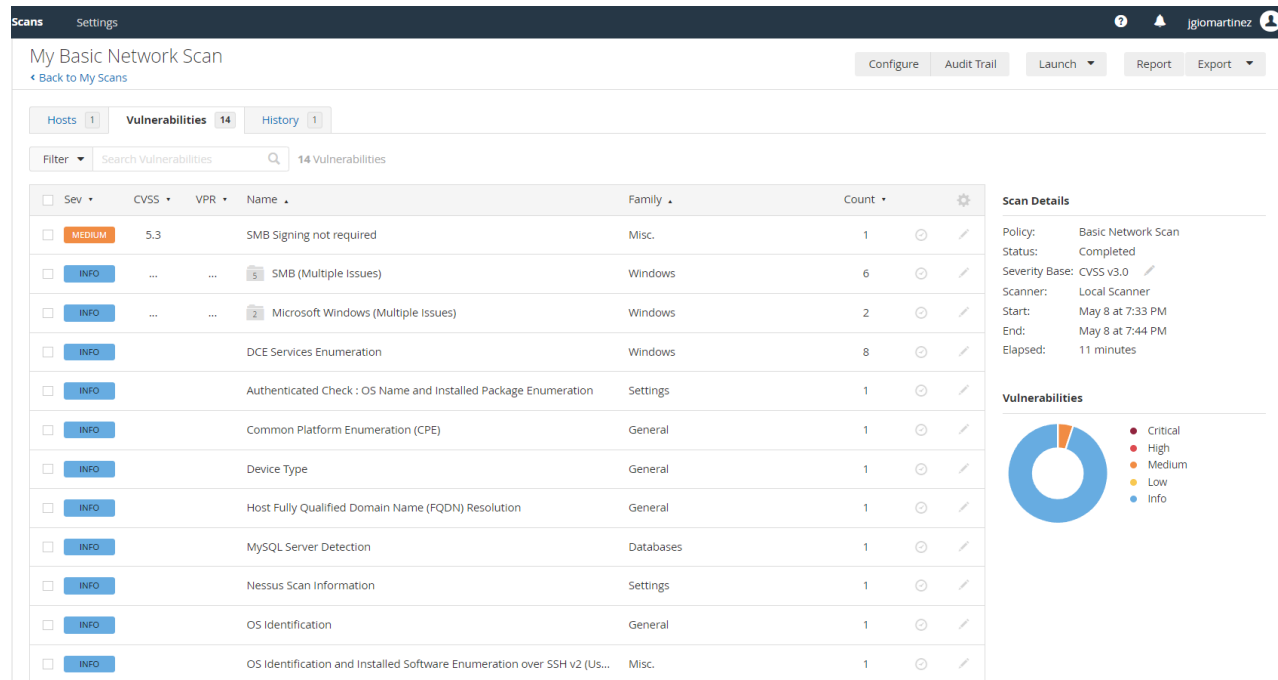 Scans Settings jgiomartinez
My Basic Network Scan
Back to My Scans
Configure Audit Trail Launch Report Export
Hosts 1 Vulnerabilities 14 History 1
Filter Search Vulnerabilities 14 Vulnerabilities
Sev CVSS VPR Name Family Count
MEDIUM 5.3 SMB Signing not required Misc. 1
INFO ... ... 5 SMB (Multiple Issues) Windows 6
INFO ... ... 2 Microsoft Windows (Multiple Issues) Windows 2
INFO DCE Services Enumeration Windows 8
INFO Authenticated Check : OS Name and Installed Package Enumeration Settings 1
INFO Common Platform Enumeration (CPE) General 1
INFO Device Type General 1
INFO Host Fully Qualified Domain Name (FQDN) Resolution General 1
INFO MySQL Server Detection Databases 1
INFO Nessus Scan Information Settings 1
INFO OS Identification General 1
INFO OS Identification and Installed Software Enumeration over SSH v2 (Us... Misc. 1
Scan Details
Policy: Basic Network Scan
Status: Completed
Severity Base: CVSS v3.0
Scanner: Local Scanner
Start: May 8 at 7:33 PM
End: May 8 at 7:44 PM
Elapsed: 11 minutes
Vulnerabilities
Critical
High
Medium
Low
Info